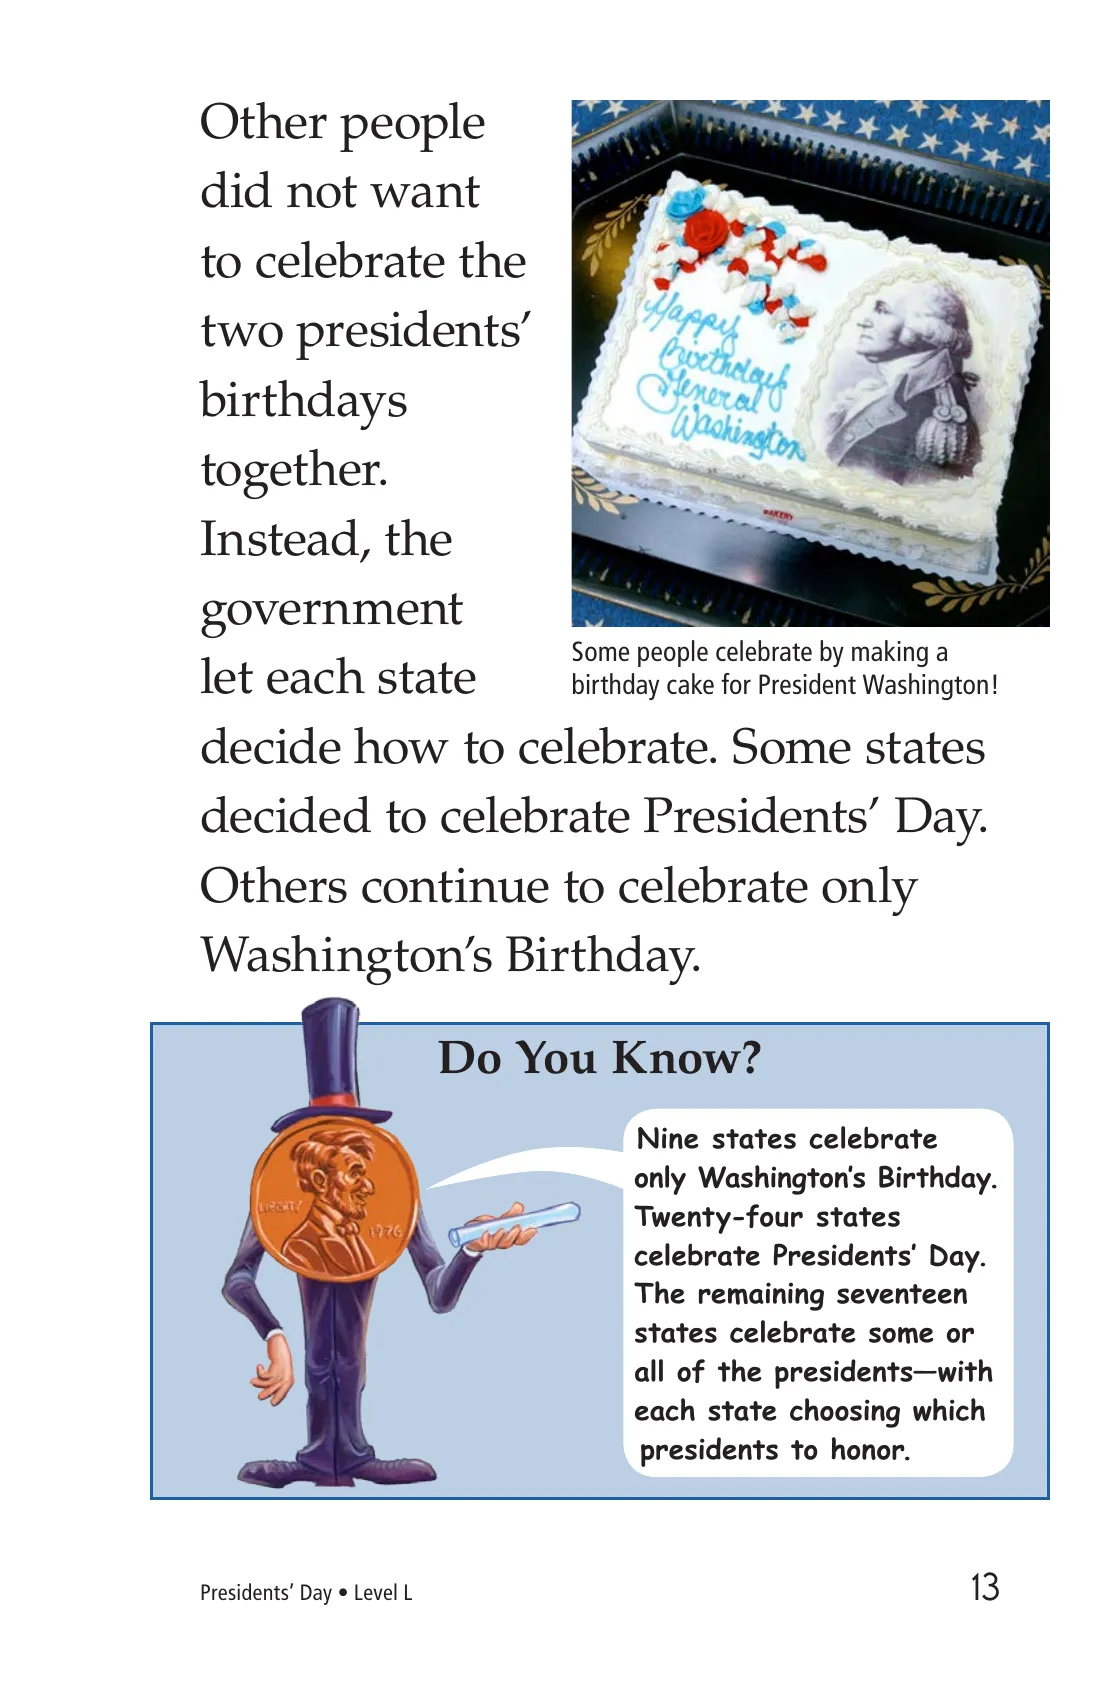 Other people
did not want
to celebrate the
two presidents’
birthdays
together.
Instead, the
government
let each state
decide how to celebrate. Some states
decided to celebrate Presidents’ Day.
Others continue to celebrate only
Washington’s Birthday.
Happy
Birthday
General
Washington
BAKERY
Some people celebrate by making a
birthday cake for President Washington!
Do You Know?
LIBERTY
1976
Nine states celebrate
only Washington’s Birthday.
Twenty-four states
celebrate Presidents’ Day.
The remaining seventeen
states celebrate some or
all of the presidents—with
each state choosing which
presidents to honor.
Presidents’ Day • Level L
13